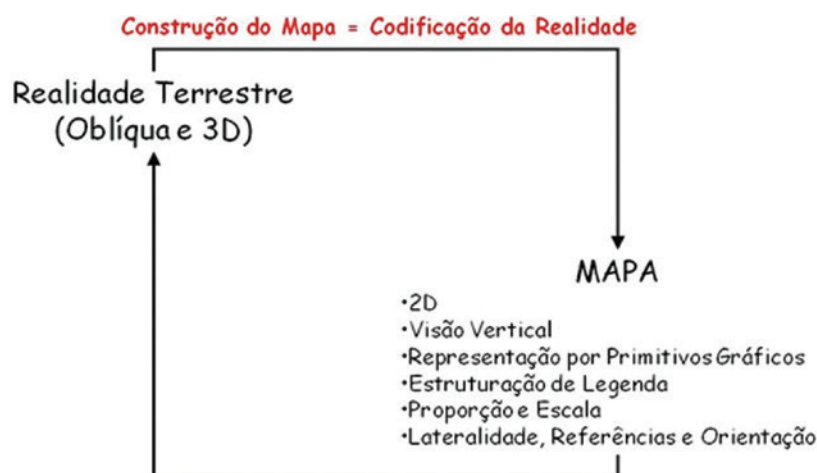 Construção do Mapa = Codificação da Realidade
Realidade Terrestre
(Oblíqua e 3D)
MAPA
•2D
•Visão Vertical
•Representação por Primitivos Gráficos
•Estruturação de Legenda
•Proporção e Escala
•Lateralidade, Referências e Orientação